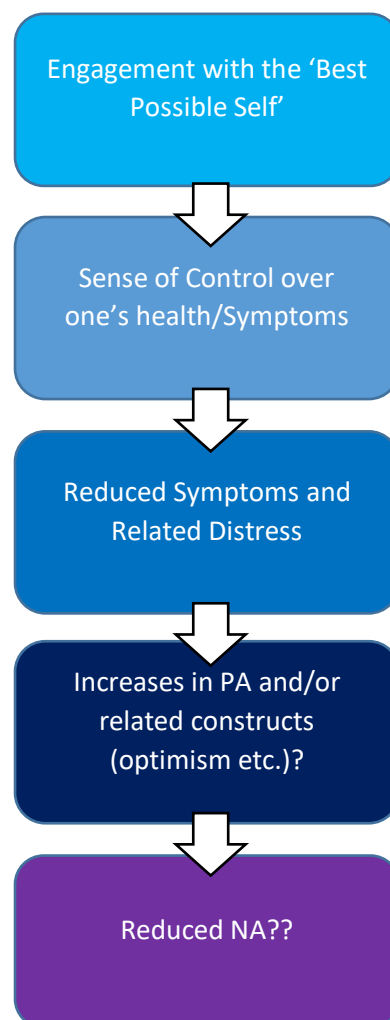 Engagement with the ‘Best
Possible Self’
Sense of Control over
one’s health/Symptoms
Reduced Symptoms and
Related Distress
Increases in PA and/or
related constructs
(optimism etc.)?
Reduced NA??